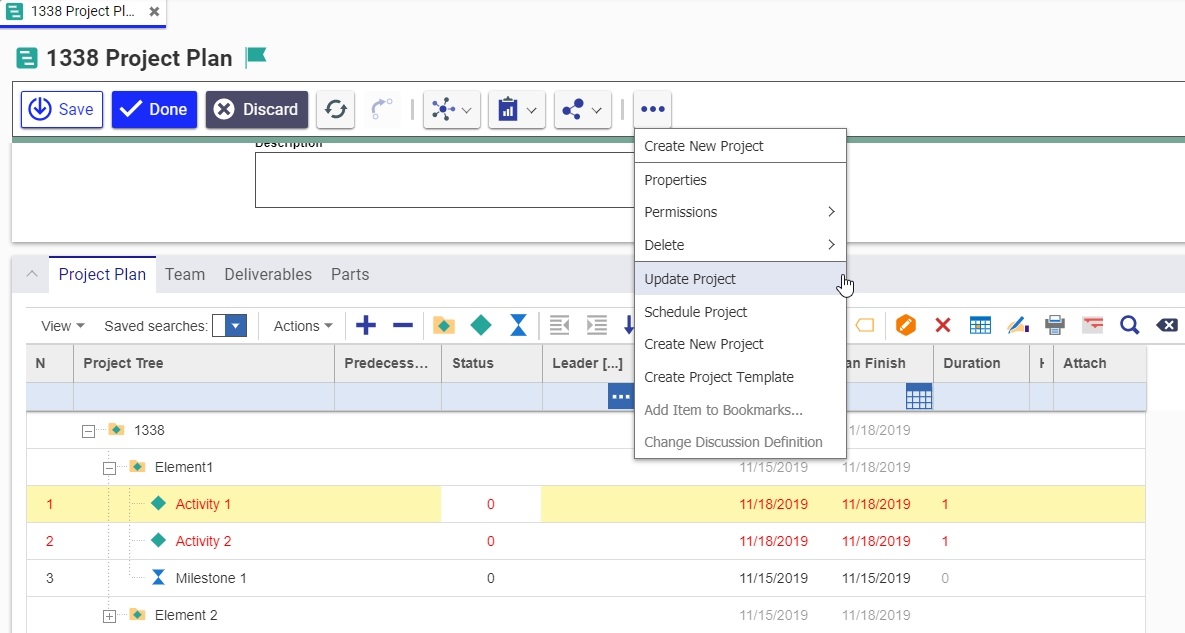 1338 Project Pl...
1338 Project Plan
Save Done Discard
Description
Create New Project
Properties
Permissions
Delete
Update Project
Schedule Project
Create New Project
Create Project Template
Add Item to Bookmarks...
Change Discussion Definition
Project Plan Team Deliverables Parts
View Saved searches: Actions
N Project Tree Predecess... Status Leader [...] an Finish Duration Attach
1338 11/18/2019
Element1 11/15/2019 11/18/2019
1 Activity 1 0 11/18/2019 11/18/2019 1
2 Activity 2 0 11/18/2019 11/18/2019 1
3 Milestone 1 0 11/15/2019 11/15/2019 0
Element 2 11/15/2019 11/18/2019